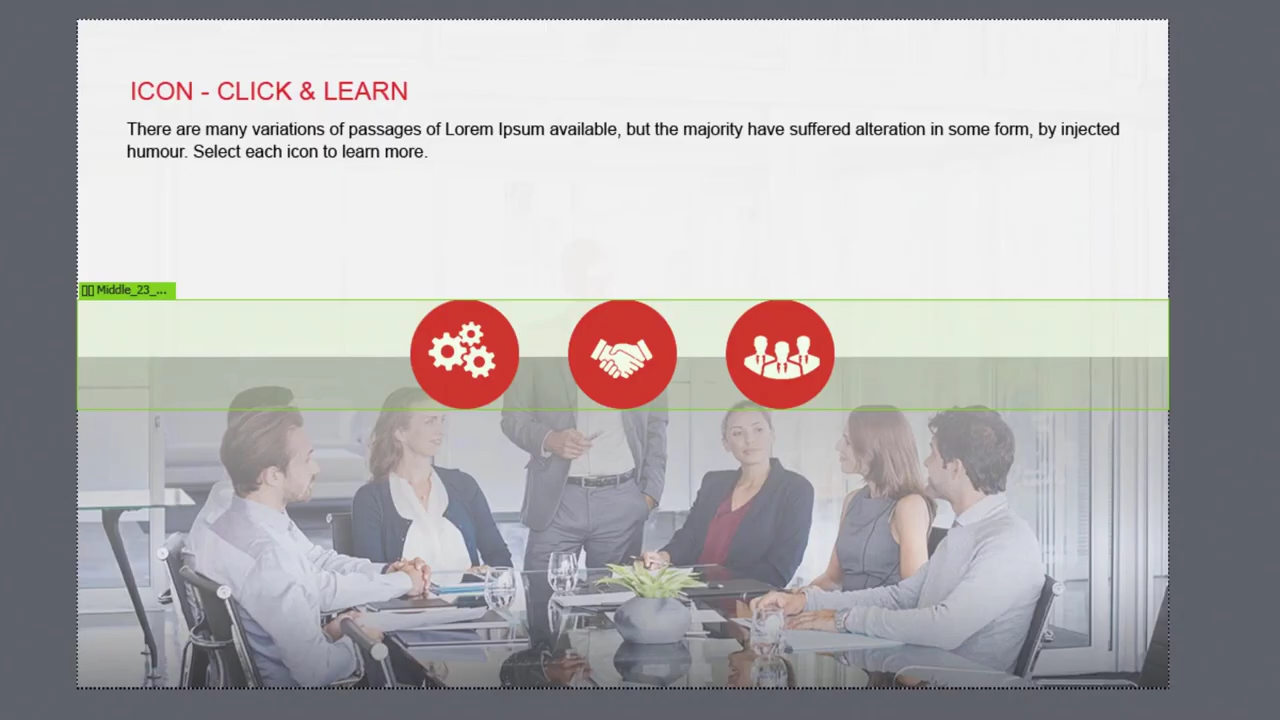 ICON - CLICK & LEARN
There are many variations of passages of Lorem Ipsum available, but the majority have suffered alteration in some form, by injected
humour. Select each icon to learn more.
Middle_23_...